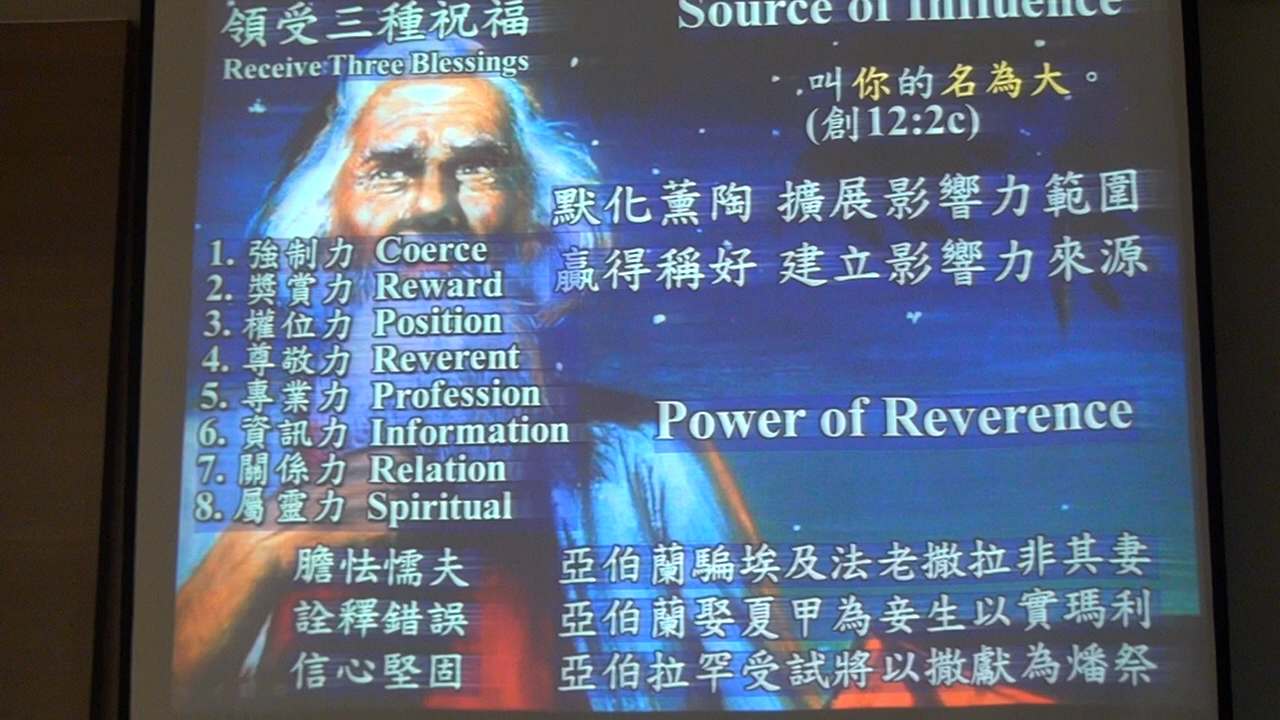 領受三種祝福
Receive Three Blessings
Source of Influence
叫你的名為大。
(創12:2c)
默化薰陶 擴展影響力範圍
贏得稱好 建立影響力來源
1. 強制力 Coerce
2. 獎賞力 Reward
3. 權位力 Position
4. 尊敬力 Reverent
5. 專業力 Profession
6. 資訊力 Information
7. 關係力 Relation
8. 屬靈力 Spiritual
Power of Reverence
膽怯懦夫 亞伯蘭騙埃及法老撒拉非其妻
詮釋錯誤 亞伯蘭娶夏甲為妾生以實瑪利
信心堅固 亞伯拉罕受試將以撒獻為燔祭